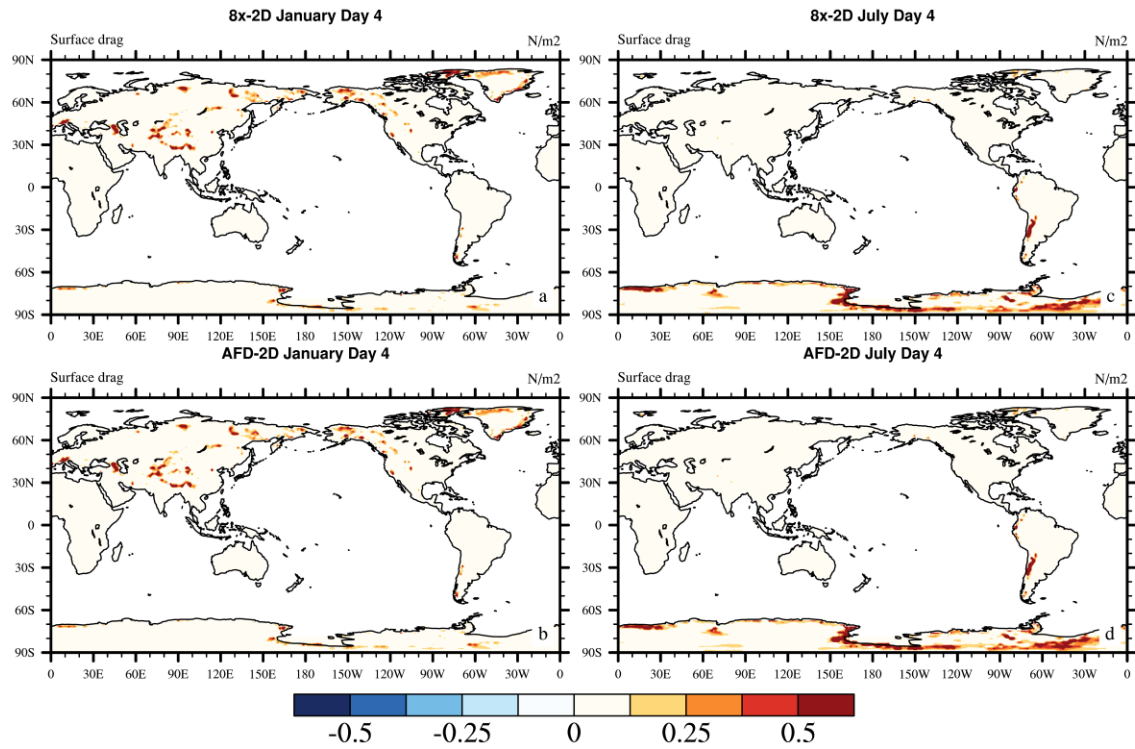 8x-2D January Day 4
Surface drag N/m2
90N
60N
30N
0
30S
60S
90S
a
0 30E 60E 90E 120E 150E 180 150W 120W 90W 60W 30W 0
8x-2D July Day 4
Surface drag N/m2
90N
60N
30N
0
30S
60S
90S
c
0 30E 60E 90E 120E 150E 180 150W 120W 90W 60W 30W 0
AFD-2D January Day 4
Surface drag N/m2
90N
60N
30N
0
30S
60S
90S
b
0 30E 60E 90E 120E 150E 180 150W 120W 90W 60W 30W 0
AFD-2D July Day 4
Surface drag N/m2
90N
60N
30N
0
30S
60S
90S
d
0 30E 60E 90E 120E 150E 180 150W 120W 90W 60W 30W 0
-0.5 -0.25 0 0.25 0.5